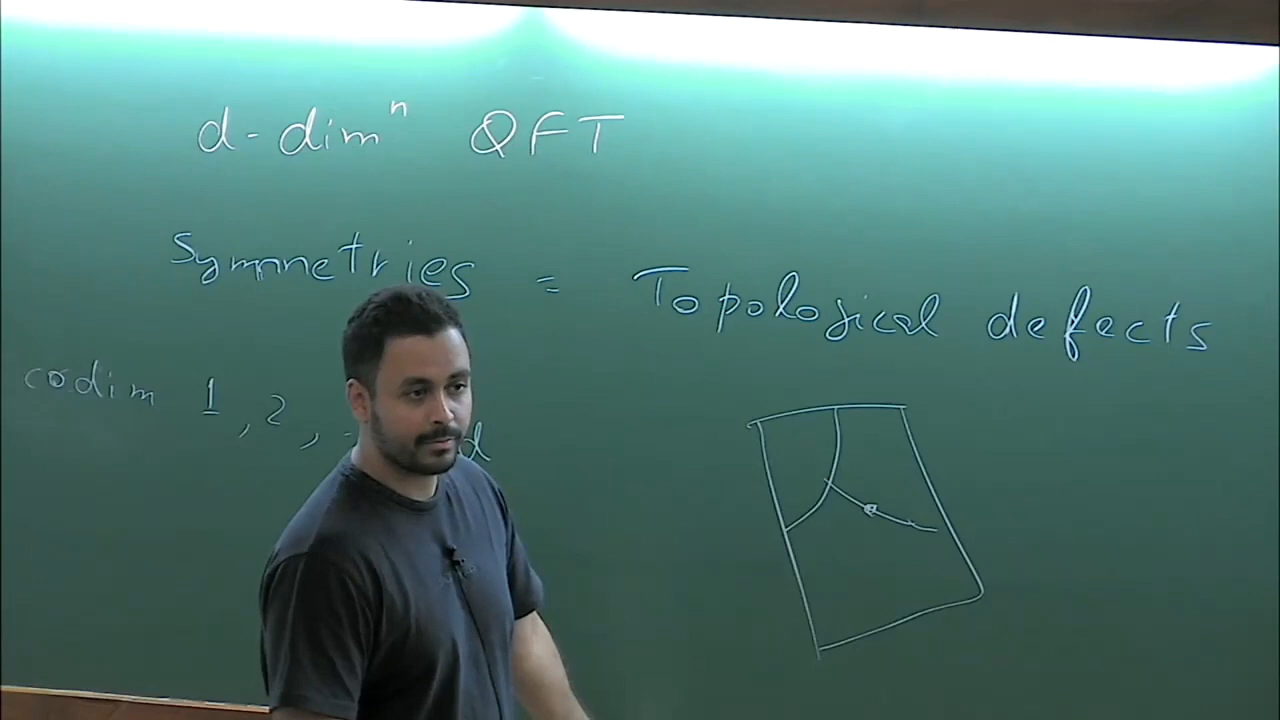 d-dimⁿ QFT
Symmetries = Topological defects
codim 1, 2, - d